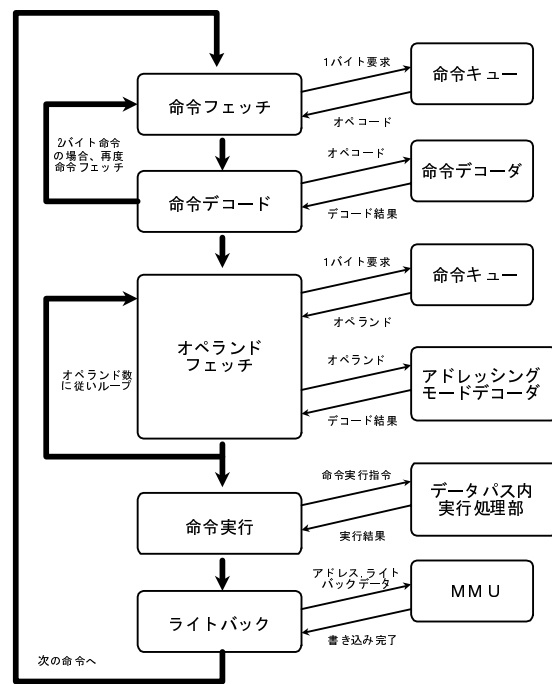 1バイト要求
命令キュー
命令フェッチ
オペコード
2バイト命令
の場合、再度
命令フェッチ
オペコード
命令デコーダ
命令デコード
デコード結果
1バイト要求
命令キュー
オペランド
オペランド
フェッチ
オペランド数
に従いループ
オペランド
アドレッシング
モードデコーダ
デコード結果
命令実行指令
データパス内
実行処理部
命令実行
実行結果
アドレス,ライト
バックデータ
MMU
ライトバック
書き込み完了
次の命令へ